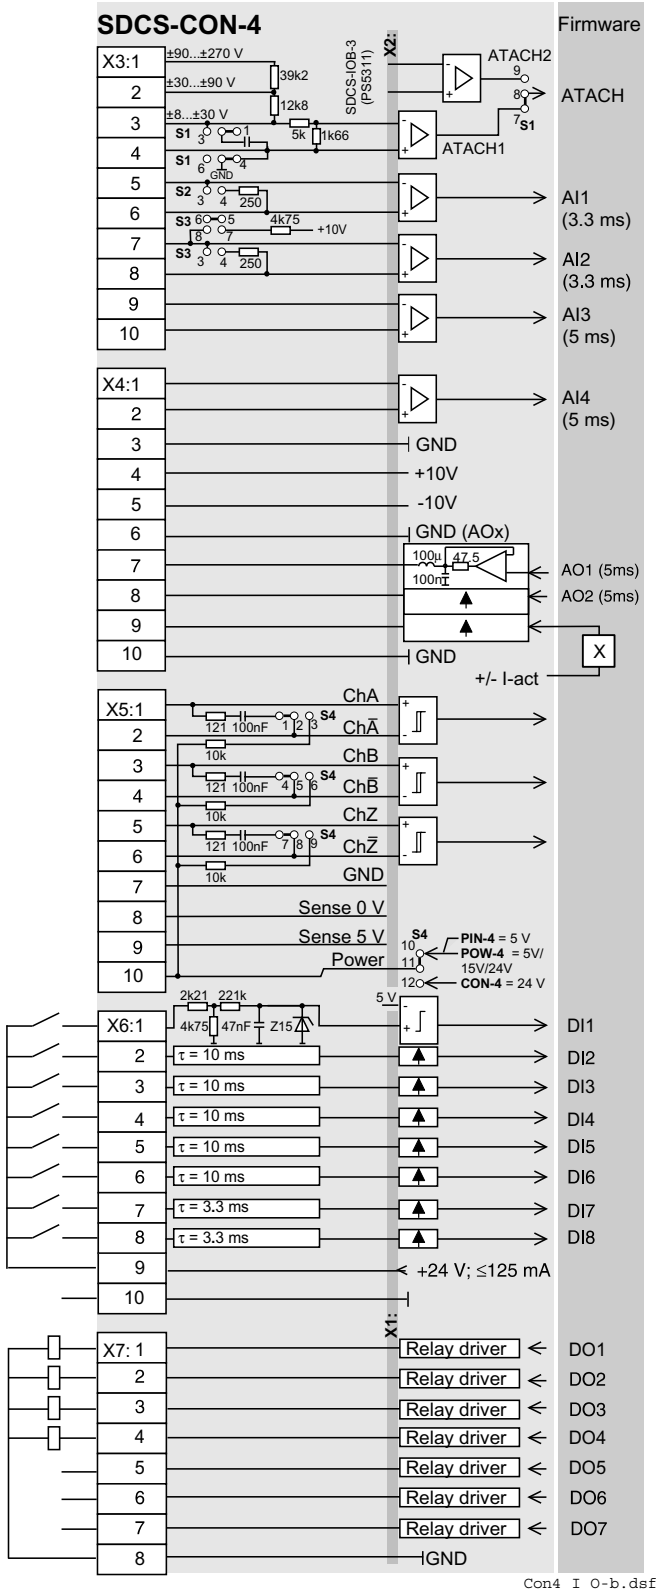 SDCS-CON-4
Firmware
X2:
SDCS-IOB-3
(PS5311)
X3:1
±90...±270 V
39k2
2
±30...±90 V
12k8
3
±8...±30 V
5k
1k66
S1
3
1
4
S1
6
4
GND
ATACH2
9
8
7
S1
ATACH
ATACH1
5
S2
3
4
250
6
AI1
(3.3 ms)
S3
6
5
4k75
+10V
8
7
7
S3
3
4
250
8
AI2
(3.3 ms)
9
10
AI3
(5 ms)
X4:1
2
AI4
(5 ms)
3
GND
4
+10V
5
-10V
6
GND (AOx)
7
100µ
47.5
100n
AO1 (5ms)
8
AO2 (5ms)
9
X
10
GND
+/- I-act
X5:1
ChA
121
100nF
1
2
3
S4
2
ChA̅
10k
3
ChB
121
100nF
4
5
6
S4
4
ChB̅
10k
5
ChZ
121
100nF
7
8
9
S4
6
ChZ̅
10k
7
GND
8
Sense 0 V
9
Sense 5 V
10
Power
S4
10
11
12
PIN-4 = 5 V
POW-4 = 5V/
15V/24V
CON-4 = 24 V
X6:1
2k21
221k
4k75
47nF
Z15
5 V
DI1
2
τ = 10 ms
DI2
3
τ = 10 ms
DI3
4
τ = 10 ms
DI4
5
τ = 10 ms
DI5
6
τ = 10 ms
DI6
7
τ = 3.3 ms
DI7
8
τ = 3.3 ms
DI8
9
+24 V; ≤125 mA
10
X1:
X7: 1
Relay driver
DO1
2
Relay driver
DO2
3
Relay driver
DO3
4
Relay driver
DO4
5
Relay driver
DO5
6
Relay driver
DO6
7
Relay driver
DO7
8
GND
Con4 I O-b.dsf